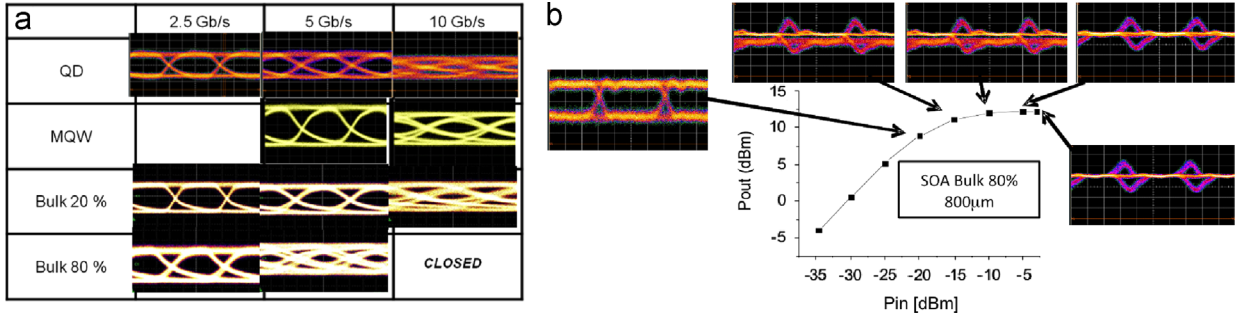 a
2.5 Gb/s 5 Gb/s 10 Gb/s
QD
MQW
Bulk 20 %
Bulk 80 %
CLOSED
b
Pout (dBm)
15
10
5
0
-5
SOA Bulk 80%
800μm
-35 -30 -25 -20 -15 -10 -5
Pin [dBm]